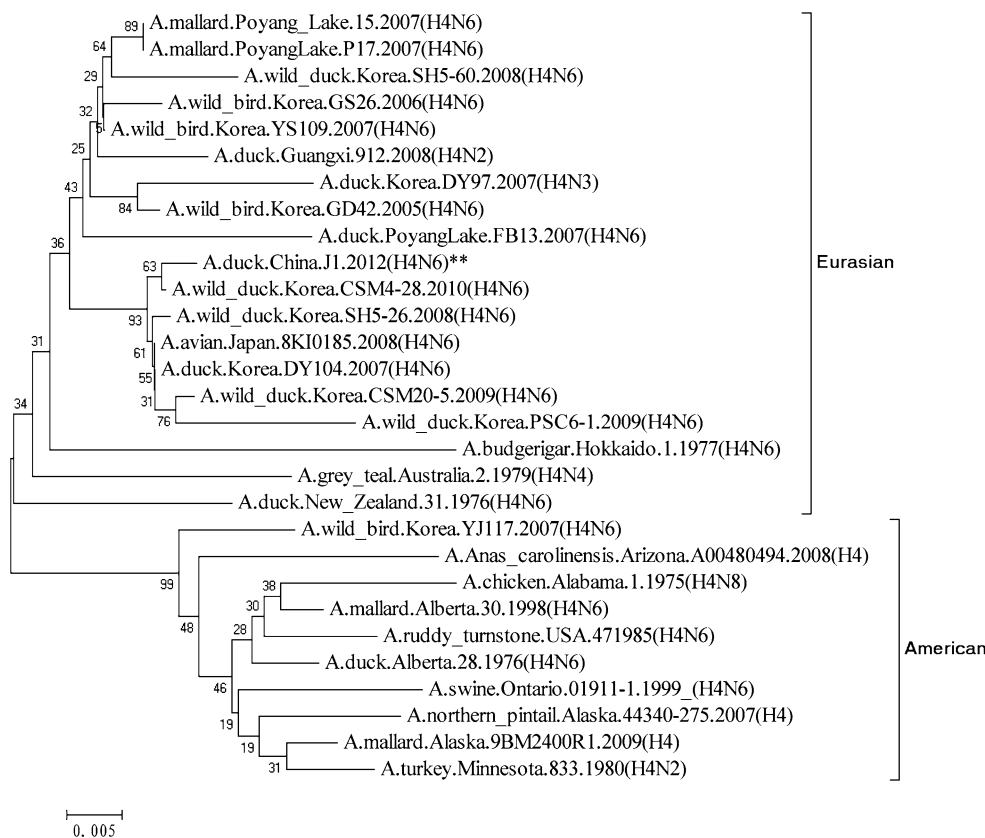 89
A.mallard.Poyang_Lake.15.2007(H4N6)
64
A.mallard.PoyangLake.P17.2007(H4N6)
29
A.wild_duck.Korea.SH5-60.2008(H4N6)
A.wild_bird.Korea.GS26.2006(H4N6)
32
5
A.wild_bird.Korea.YS109.2007(H4N6)
25
A.duck.Guangxi.912.2008(H4N2)
43
A.duck.Korea.DY97.2007(H4N3)
84
A.wild_bird.Korea.GD42.2005(H4N6)
36
A.duck.PoyangLake.FB13.2007(H4N6)
Eurasian
63
A.duck.China.J1.2012(H4N6)**
A.wild_duck.Korea.CSM4-28.2010(H4N6)
93
A.wild_duck.Korea.SH5-26.2008(H4N6)
31
61
A.avian.Japan.8KI0185.2008(H4N6)
55
A.duck.Korea.DY104.2007(H4N6)
34
31
A.wild_duck.Korea.CSM20-5.2009(H4N6)
76
A.wild_duck.Korea.PSC6-1.2009(H4N6)
A.budgerigar.Hokkaido.1.1977(H4N6)
A.grey_teal.Australia.2.1979(H4N4)
A.duck.New_Zealand.31.1976(H4N6)
A.wild_bird.Korea.YJ117.2007(H4N6)
99
A.Anas_carolinensis.Arizona.A00480494.2008(H4)
38
A.chicken.Alabama.1.1975(H4N8)
30
A.mallard.Alberta.30.1998(H4N6)
48
28
A.ruddy_turnstone.USA.471985(H4N6)
American
A.duck.Alberta.28.1976(H4N6)
46
A.swine.Ontario.01911-1.1999_(H4N6)
19
A.northern_pintail.Alaska.44340-275.2007(H4)
19
A.mallard.Alaska.9BM2400R1.2009(H4)
31
A.turkey.Minnesota.833.1980(H4N2)
0.005